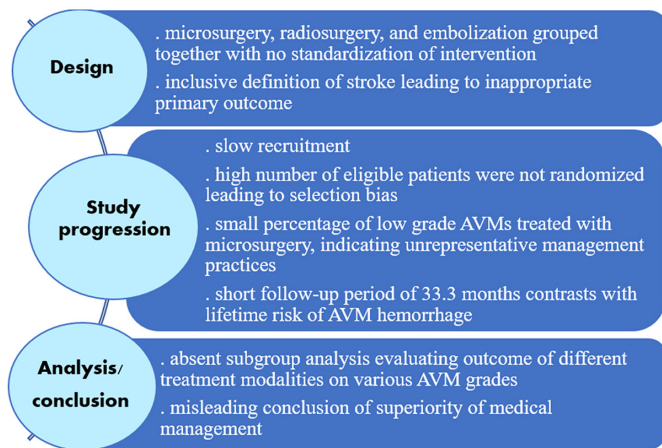 Design
. microsurgery, radiosurgery, and embolization grouped
together with no standardization of intervention
. inclusive definition of stroke leading to inappropriate
primary outcome
Study
progression
. slow recruitment
. high number of eligible patients were not randomized
leading to selection bias
. small percentage of low grade AVMs treated with
microsurgery, indicating unrepresentative management
practices
. short follow-up period of 33.3 months contrasts with
lifetime risk of AVM hemorrhage
Analysis/
conclusion
. absent subgroup analysis evaluating outcome of different
treatment modalities on various AVM grades
. misleading conclusion of superiority of medical
management